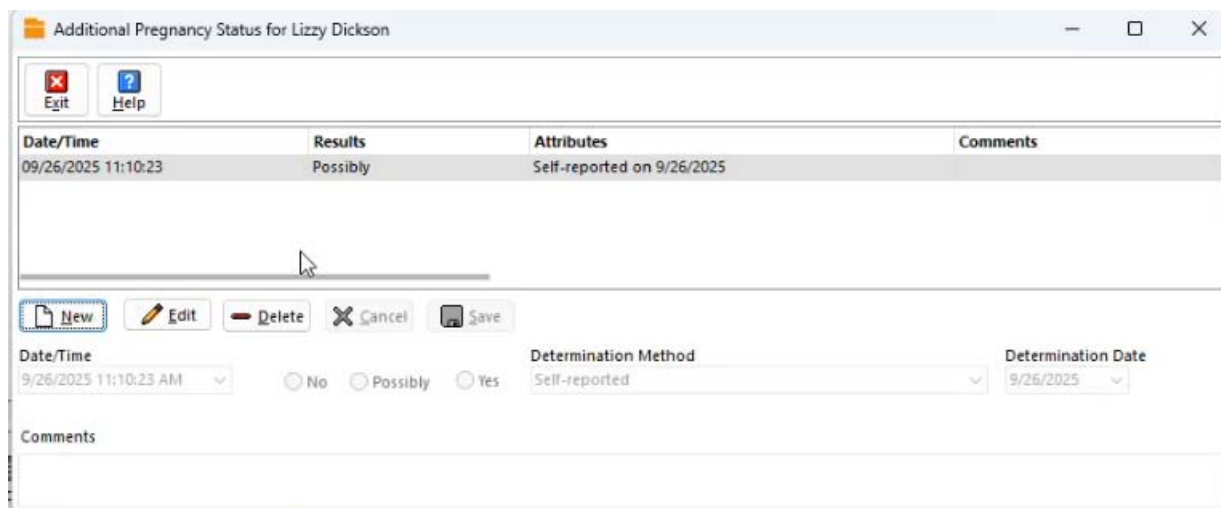 Additional Pregnancy Status for Lizzy Dickson
Exit Help
Date/Time Results Attributes Comments
09/26/2025 11:10:23 Possibly Self-reported on 9/26/2025
New Edit Delete Cancel Save
Date/Time Determination Method Determination Date
9/26/2025 11:10:23 AM No Possibly Yes Self-reported 9/26/2025
Comments